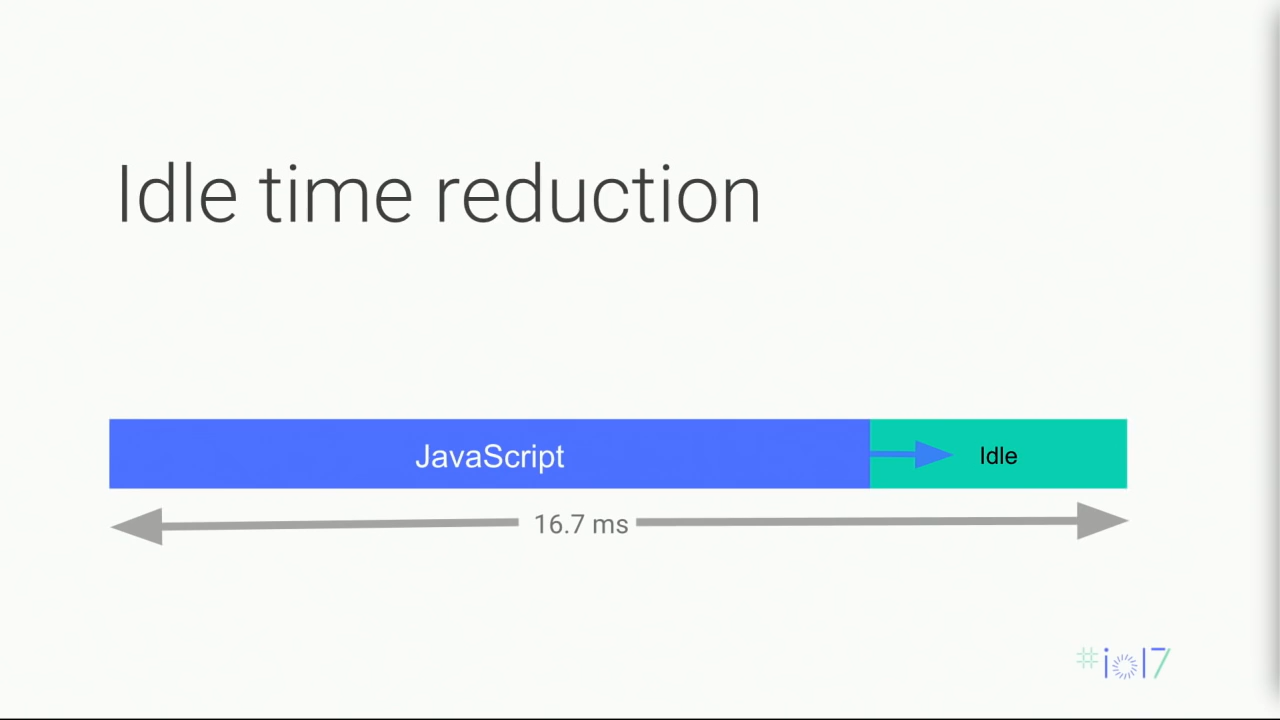 Idle time reduction
JavaScript
Idle
16.7 ms
#io17